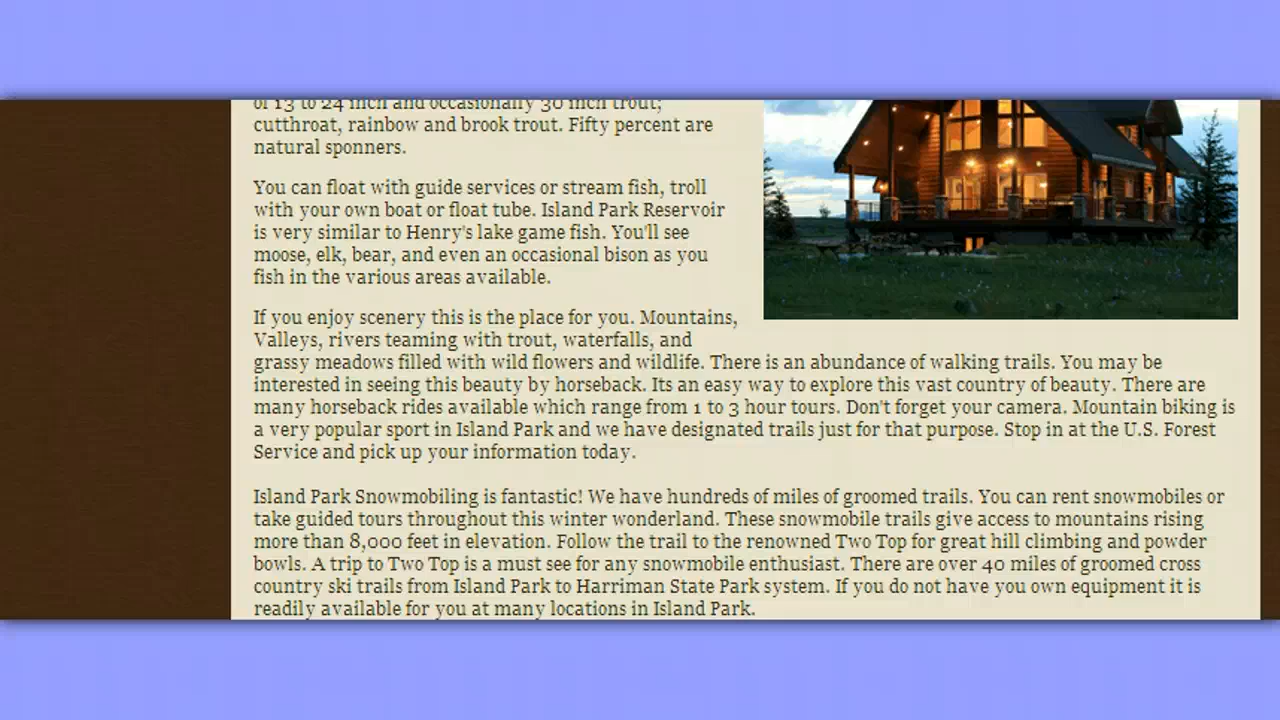 of 13 to 24 inch and occasionally 30 inch trout;
cutthroat, rainbow and brook trout. Fifty percent are
natural sponners.
You can float with guide services or stream fish, troll
with your own boat or float tube. Island Park Reservoir
is very similar to Henry's lake game fish. You'll see
moose, elk, bear, and even an occasional bison as you
fish in the various areas available.
If you enjoy scenery this is the place for you. Mountains,
Valleys, rivers teaming with trout, waterfalls, and
grassy meadows filled with wild flowers and wildlife. There is an abundance of walking trails. You may be
interested in seeing this beauty by horseback. Its an easy way to explore this vast country of beauty. There are
many horseback rides available which range from 1 to 3 hour tours. Don't forget your camera. Mountain biking is
a very popular sport in Island Park and we have designated trails just for that purpose. Stop in at the U.S. Forest
Service and pick up your information today.
Island Park Snowmobiling is fantastic! We have hundreds of miles of groomed trails. You can rent snowmobiles or
take guided tours throughout this winter wonderland. These snowmobile trails give access to mountains rising
more than 8,000 feet in elevation. Follow the trail to the renowned Two Top for great hill climbing and powder
bowls. A trip to Two Top is a must see for any snowmobile enthusiast. There are over 40 miles of groomed cross
country ski trails from Island Park to Harriman State Park system. If you do not have you own equipment it is
readily available for you at many locations in Island Park.